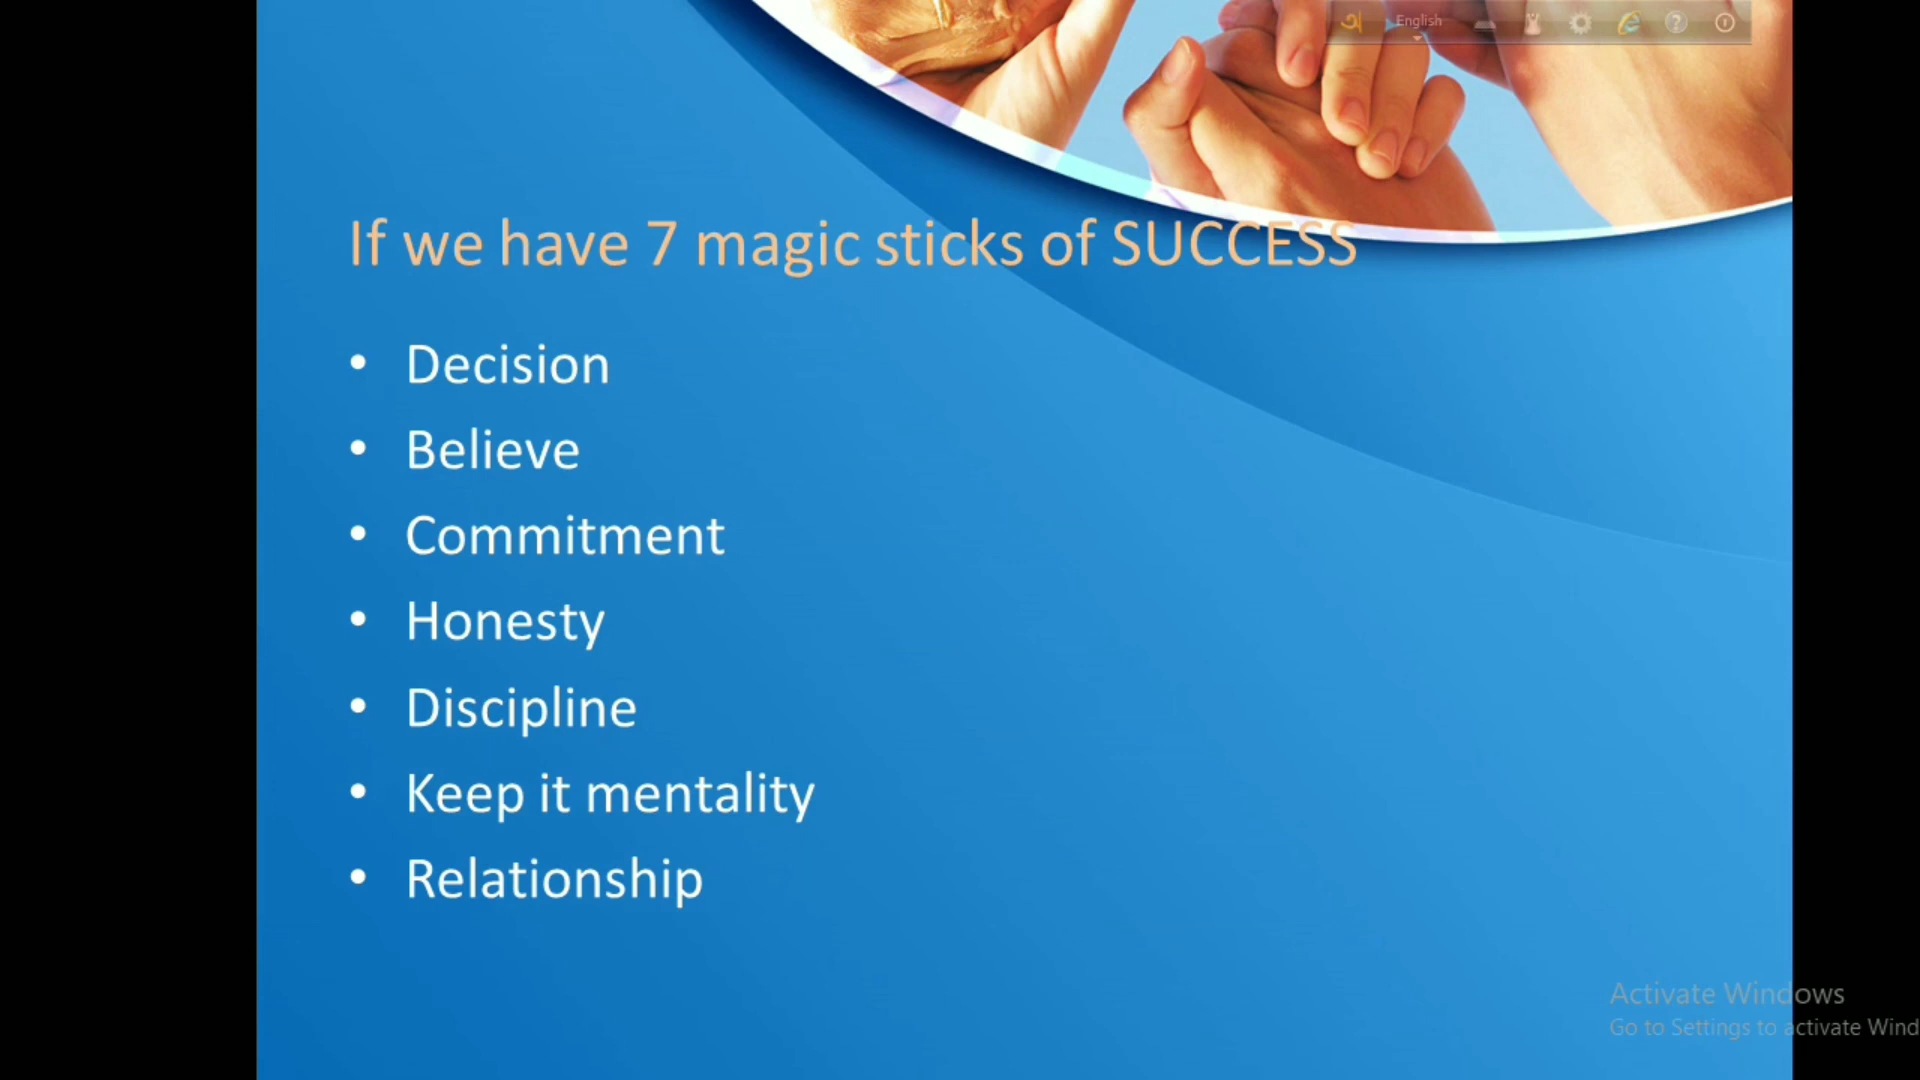 অ English
If we have 7 magic sticks of SUCCESS
• Decision
• Believe
• Commitment
• Honesty
• Discipline
• Keep it mentality
• Relationship
Activate Windows
Go to Settings to activate Wind